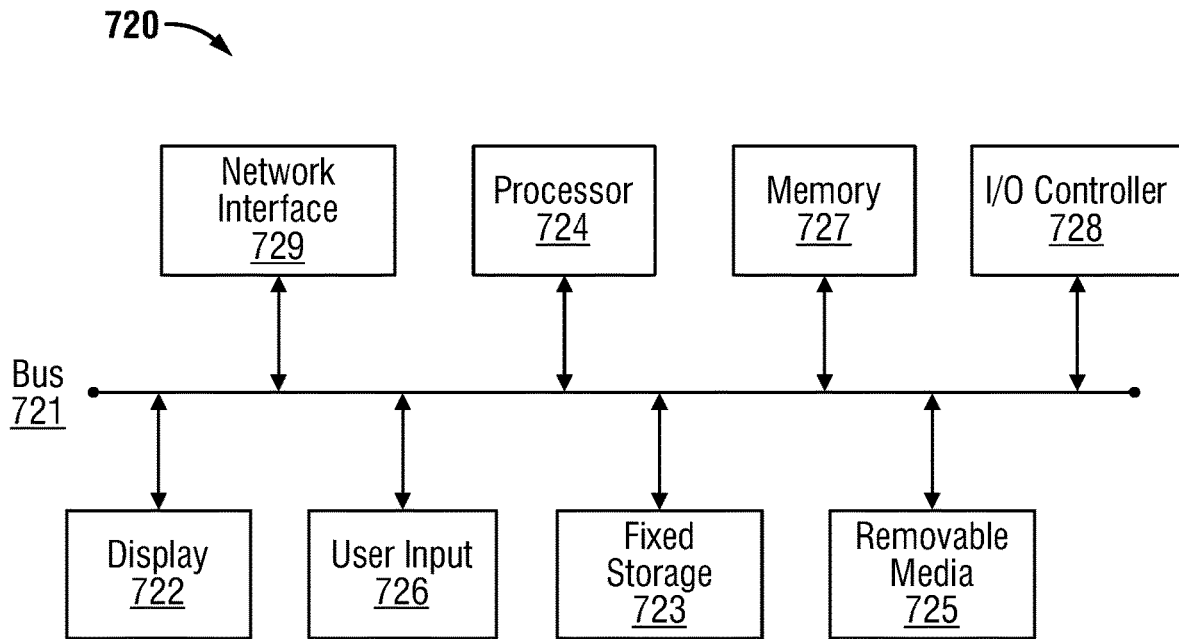 720
Network
Interface
729
Processor
724
Memory
727
I/O Controller
728
Bus
721
Display
722
User Input
726
Fixed
Storage
723
Removable
Media
725